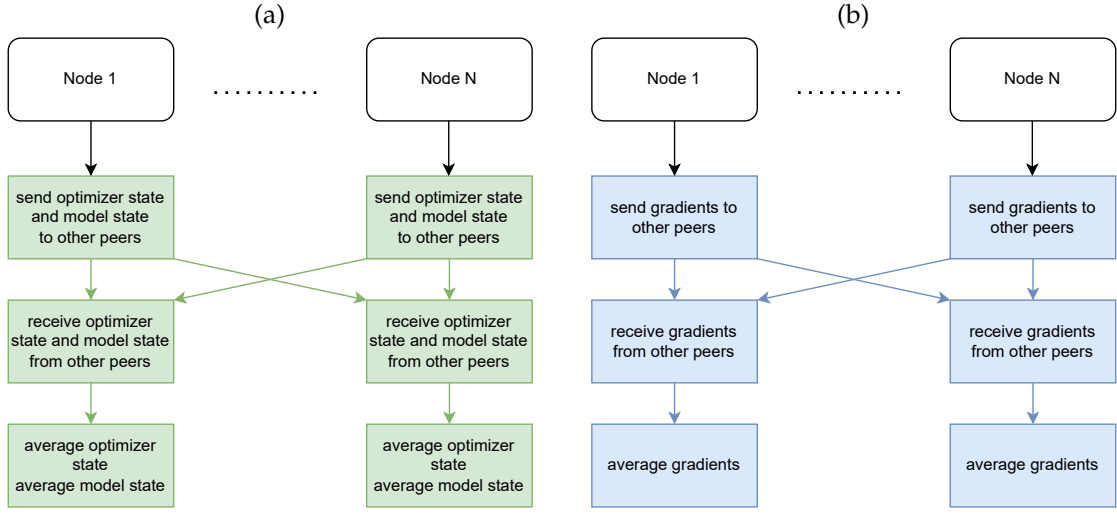 (a)
Node 1
..........
Node N
send optimizer state
and model state
to other peers
send optimizer state
and model state
to other peers
receive optimizer
state and model state
from other peers
receive optimizer
state and model state
from other peers
average optimizer
state
average model state
average optimizer
state
average model state
(b)
Node 1
..........
Node N
send gradients to
other peers
send gradients to
other peers
receive gradients
from other peers
receive gradients
from other peers
average gradients
average gradients